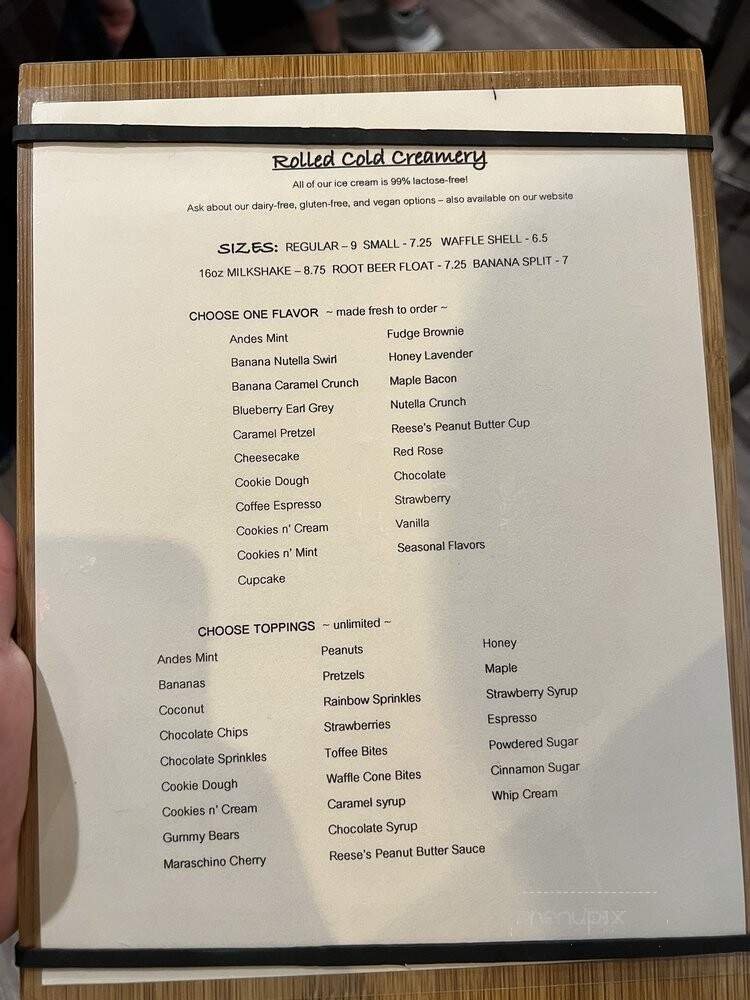 Rolled Cold Creamery
All of our ice cream is 99% lactose-free!
Ask about our dairy-free, gluten-free, and vegan options – also available on our website
SIZES: REGULAR – 9 SMALL - 7.25 WAFFLE SHELL - 6.5
16oz MILKSHAKE – 8.75 ROOT BEER FLOAT - 7.25 BANANA SPLIT - 7
CHOOSE ONE FLAVOR ~ made fresh to order ~
Andes Mint
Banana Nutella Swirl
Banana Caramel Crunch
Blueberry Earl Grey
Caramel Pretzel
Cheesecake
Cookie Dough
Coffee Espresso
Cookies n' Cream
Cookies n' Mint
Cupcake
Fudge Brownie
Honey Lavender
Maple Bacon
Nutella Crunch
Reese's Peanut Butter Cup
Red Rose
Chocolate
Strawberry
Vanilla
Seasonal Flavors
CHOOSE TOPPINGS ~ unlimited ~
Andes Mint
Bananas
Coconut
Chocolate Chips
Chocolate Sprinkles
Cookie Dough
Cookies n' Cream
Gummy Bears
Maraschino Cherry
Peanuts
Pretzels
Rainbow Sprinkles
Strawberries
Toffee Bites
Waffle Cone Bites
Caramel syrup
Chocolate Syrup
Reese's Peanut Butter Sauce
Honey
Maple
Strawberry Syrup
Espresso
Powdered Sugar
Cinnamon Sugar
Whip Cream